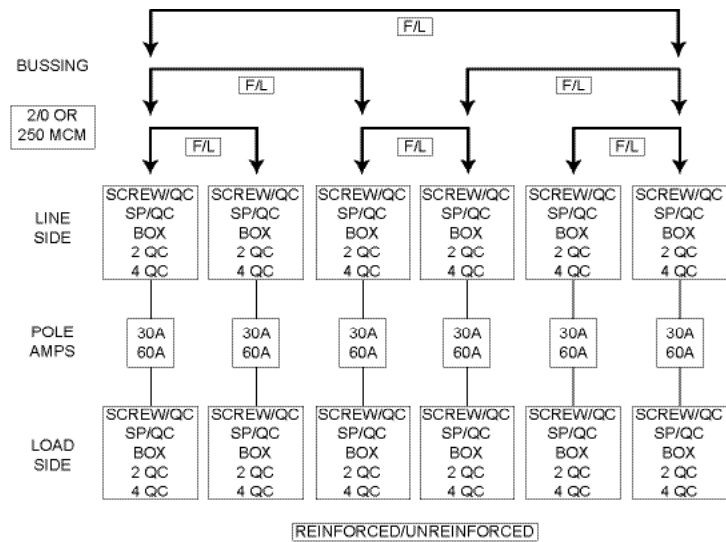 F/L
BUSSING
F/L F/L
2/0 OR
250 MCM
F/L F/L F/L
LINE
SIDE
SCREW/QC SCREW/QC SCREW/QC SCREW/QC SCREW/QC SCREW/QC
SP/QC SP/QC SP/QC SP/QC SP/QC SP/QC
BOX BOX BOX BOX BOX BOX
2 QC 2 QC 2 QC 2 QC 2 QC 2 QC
4 QC 4 QC 4 QC 4 QC 4 QC 4 QC
POLE
AMPS
30A 30A 30A 30A 30A 30A
60A 60A 60A 60A 60A 60A
LOAD
SIDE
SCREW/QC SCREW/QC SCREW/QC SCREW/QC SCREW/QC SCREW/QC
SP/QC SP/QC SP/QC SP/QC SP/QC SP/QC
BOX BOX BOX BOX BOX BOX
2 QC 2 QC 2 QC 2 QC 2 QC 2 QC
4 QC 4 QC 4 QC 4 QC 4 QC 4 QC
REINFORCED/UNREINFORCED